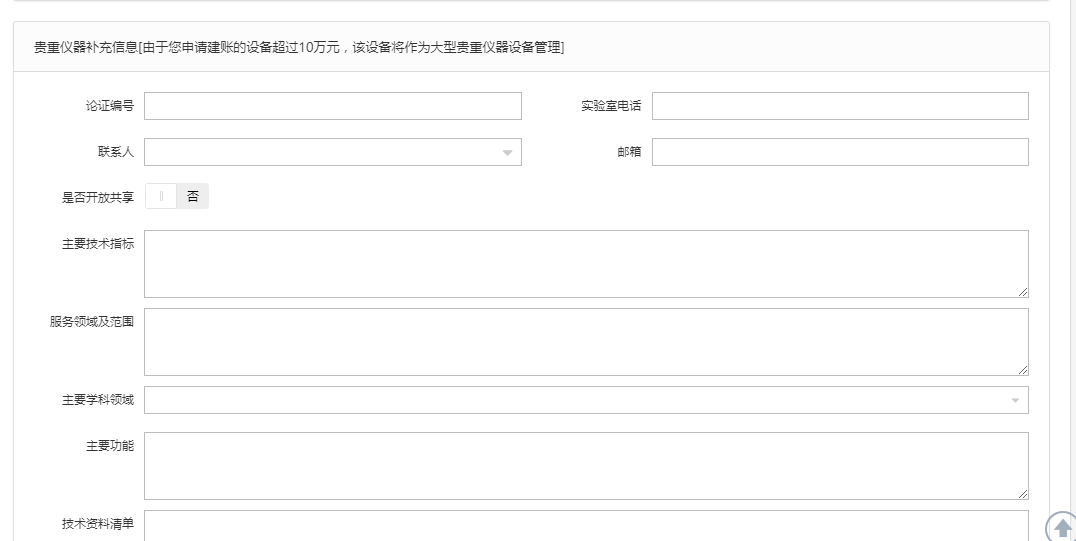 贵重仪器补充信息[由于您申请建账的设备超过10万元，该设备将作为大型贵重仪器设备管理]
论证编号
实验室电话
联系人
邮箱
是否开放共享
否
主要技术指标
服务领域及范围
主要学科领域
主要功能
技术资料清单